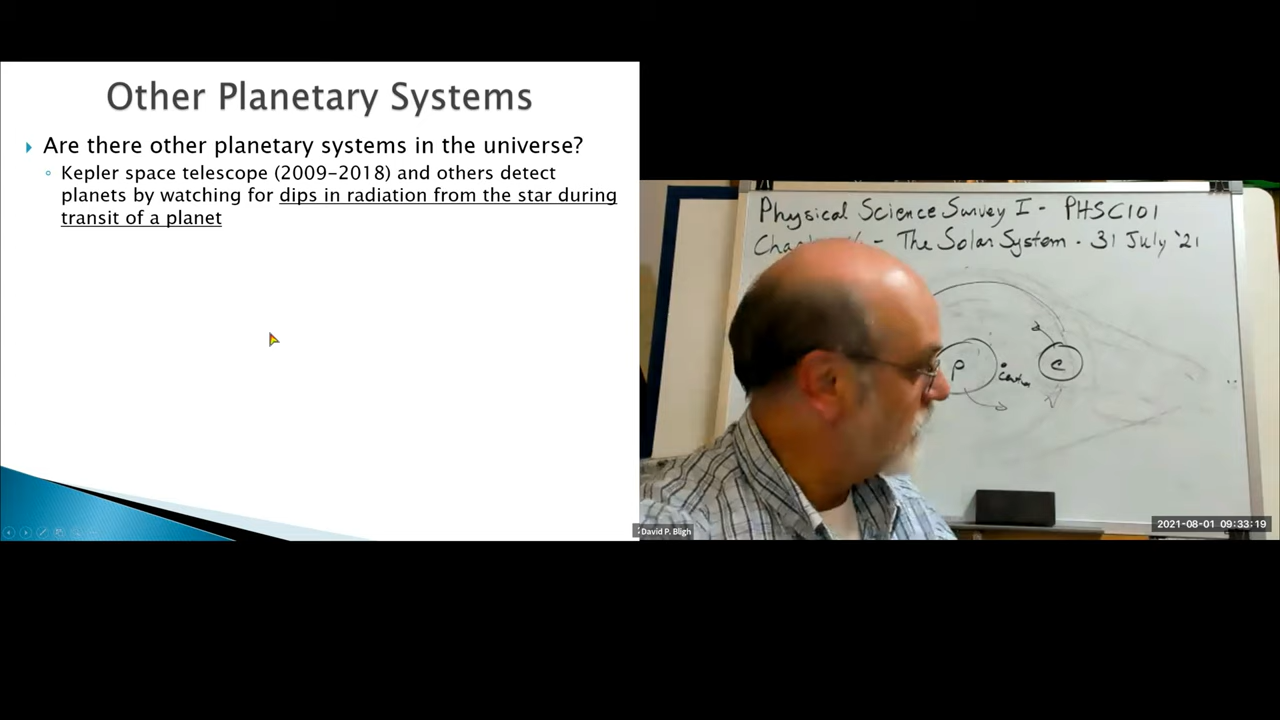 Other Planetary Systems
Are there other planetary systems in the universe?
Kepler space telescope (2009-2018) and others detect
planets by watching for dips in radiation from the star during
transit of a planet
Physical Science Survey I - PHSC101
- The Solar System - 31 July '21
P
e
David P. Bligh
2021-08-01 09:33:19